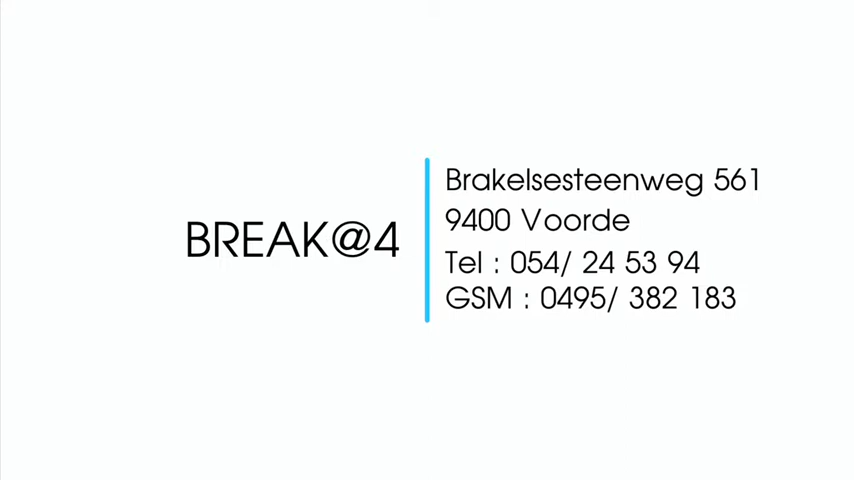 BREAK@4
Brakelsesteenweg 561
9400 Voorde
Tel : 054/ 24 53 94
GSM : 0495/ 382 183